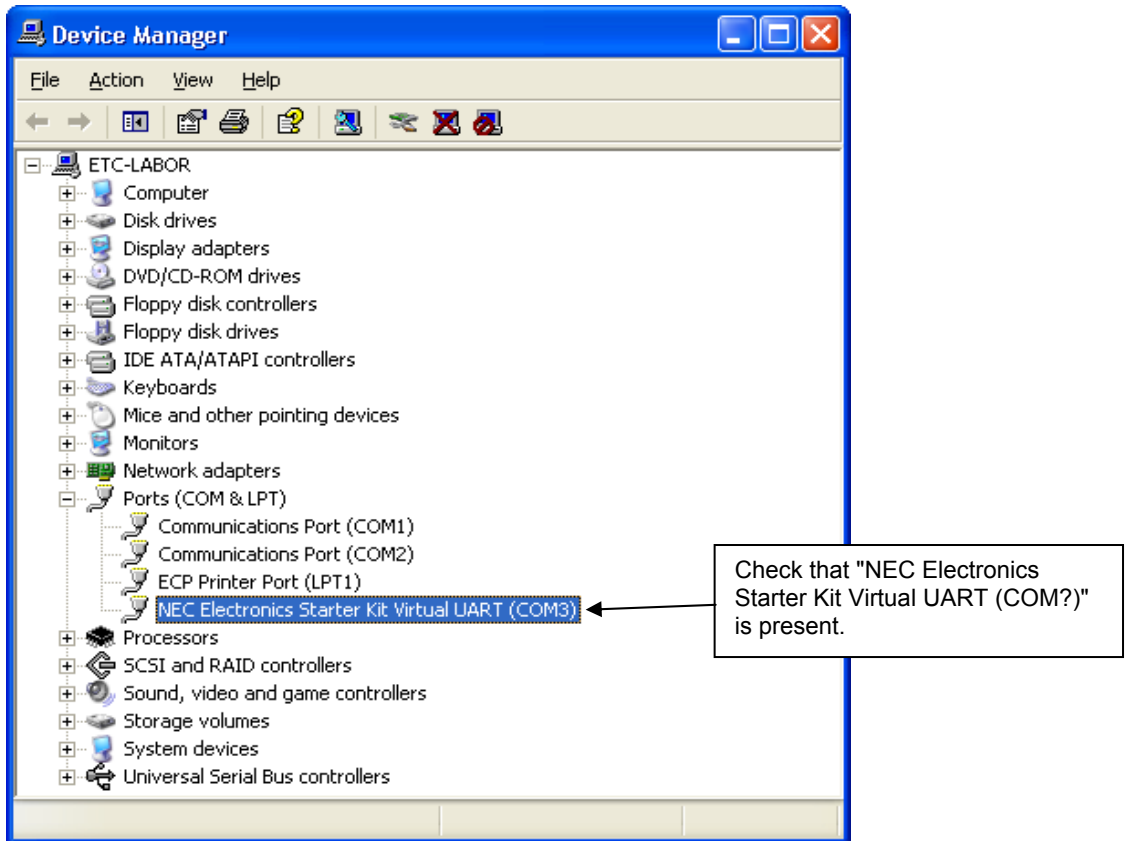 Device Manager
File Action View Help
ETC-LABOR
Computer
Disk drives
Display adapters
DVD/CD-ROM drives
Floppy disk controllers
Floppy disk drives
IDE ATA/ATAPI controllers
Keyboards
Mice and other pointing devices
Monitors
Network adapters
Ports (COM & LPT)
Communications Port (COM1)
Communications Port (COM2)
ECP Printer Port (LPT1)
NEC Electronics Starter Kit Virtual UART (COM3)
Processors
SCSI and RAID controllers
Sound, video and game controllers
Storage volumes
System devices
Universal Serial Bus controllers
Check that "NEC Electronics
Starter Kit Virtual UART (COM?)"
is present.